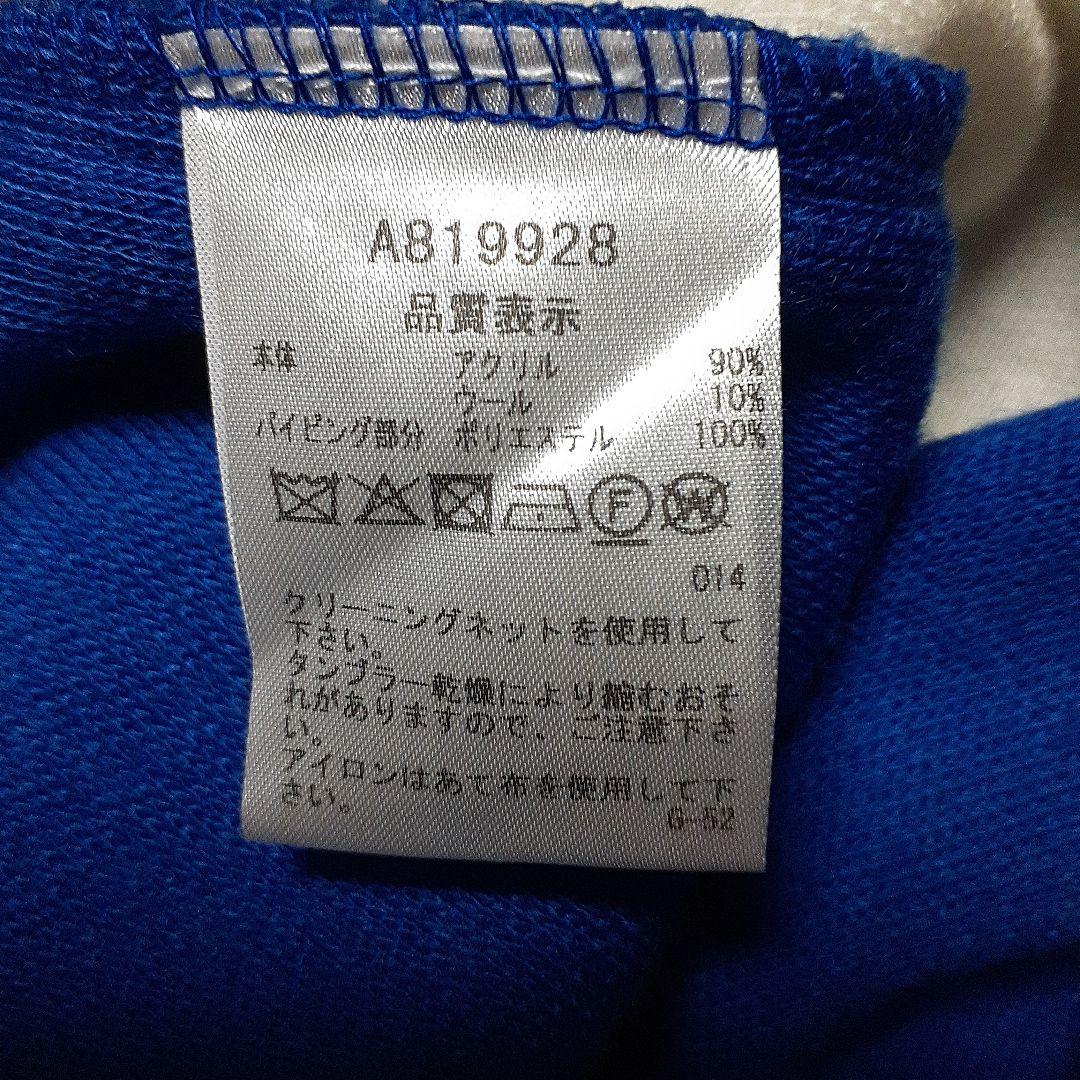 A819928
品質表示
本体 アクリル 90%
ウール 10%
パイピング部分 ポリエステル 100%
F W
014
クリーニングネットを使用して
下さい。
タンブラー乾燥により縮むおそ
れがありますので、ご注意下さ
い。
アイロンはあて布を使用して下
さい。
G-52